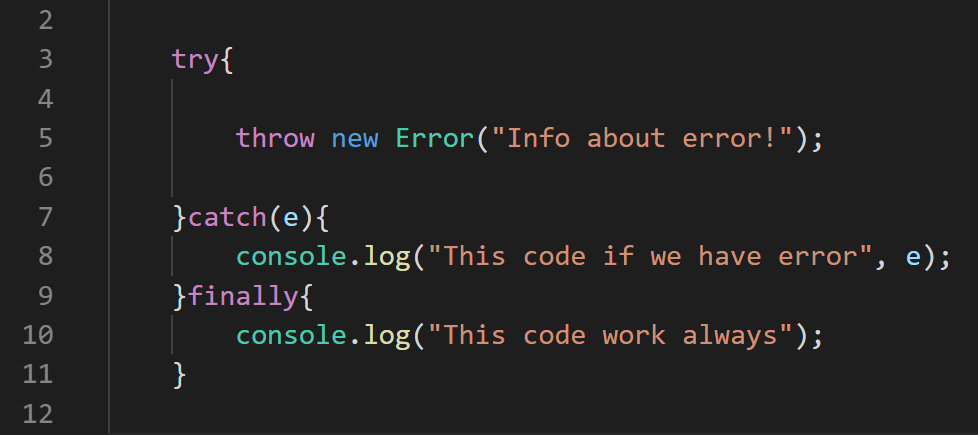 2
3 try{
4
5 throw new Error("Info about error!");
6
7 }catch(e){
8 console.log("This code if we have error", e);
9 }finally{
10 console.log("This code work always");
11 }
12